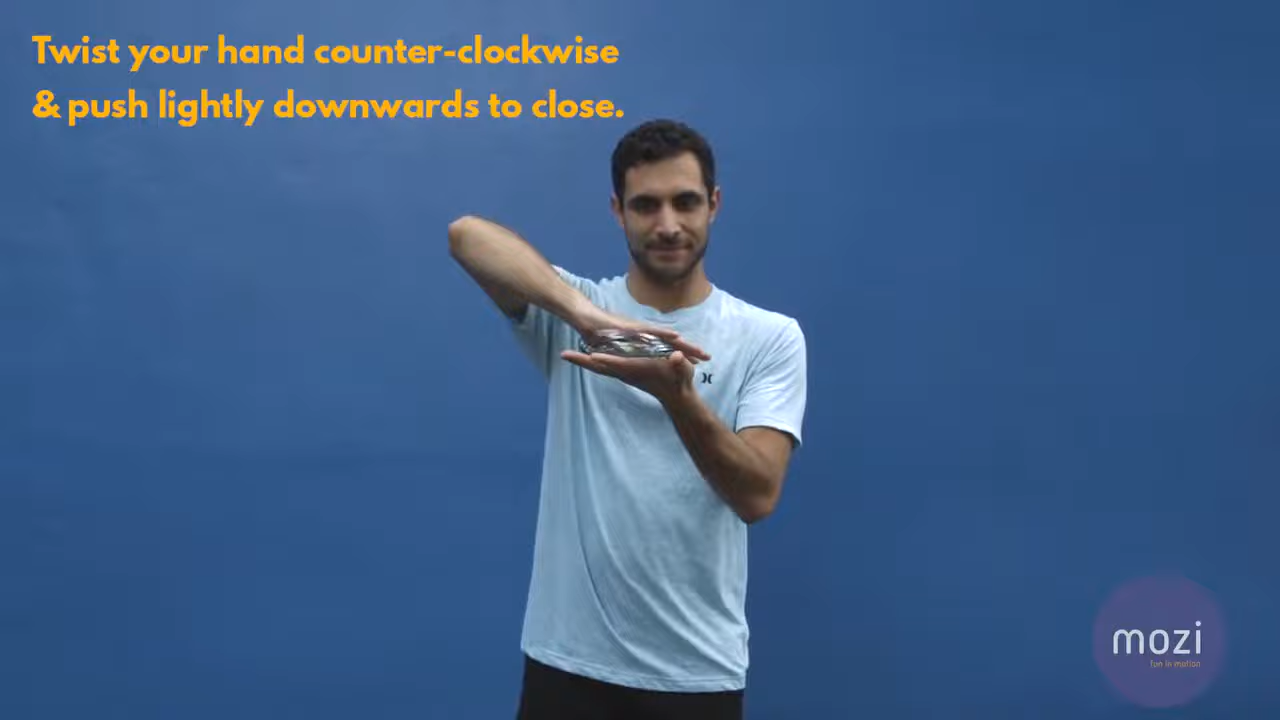 Twist your hand counter-clockwise
& push lightly downwards to close.
mozi
fun in motion